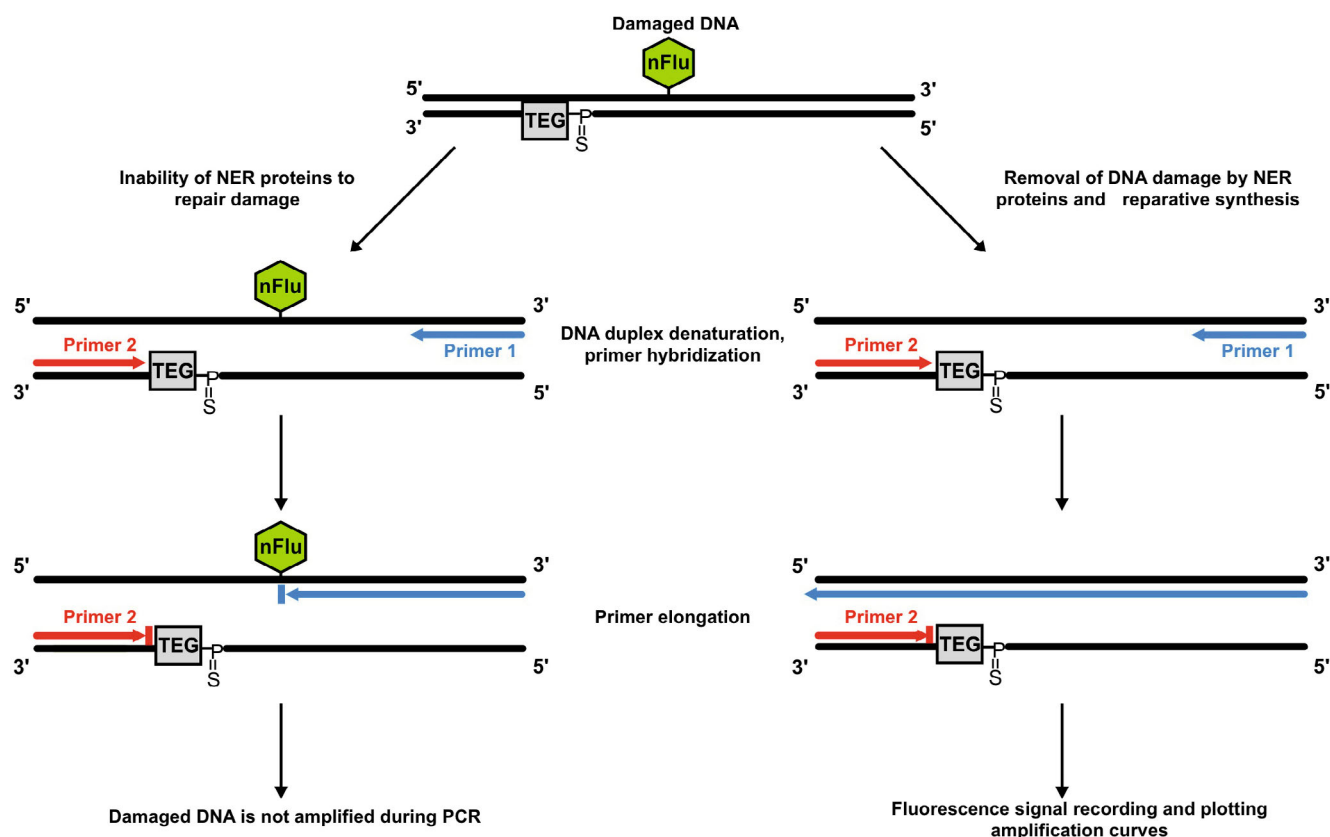 Damaged DNA
nFlu
5'
3'
TEG
P
S
3'
5'
Inability of NER proteins to
repair damage
Removal of DNA damage by NER
proteins and reparative synthesis
nFlu
5'
3'
Primer 2
Primer 1
TEG
P
S
3'
5'
DNA duplex denaturation,
primer hybridization
5'
3'
Primer 2
Primer 1
TEG
P
S
3'
5'
nFlu
5'
3'
Primer 2
TEG
P
S
3'
5'
Primer elongation
5'
3'
Primer 2
TEG
P
S
3'
5'
Damaged DNA is not amplified during PCR
Fluorescence signal recording and plotting
amplification curves